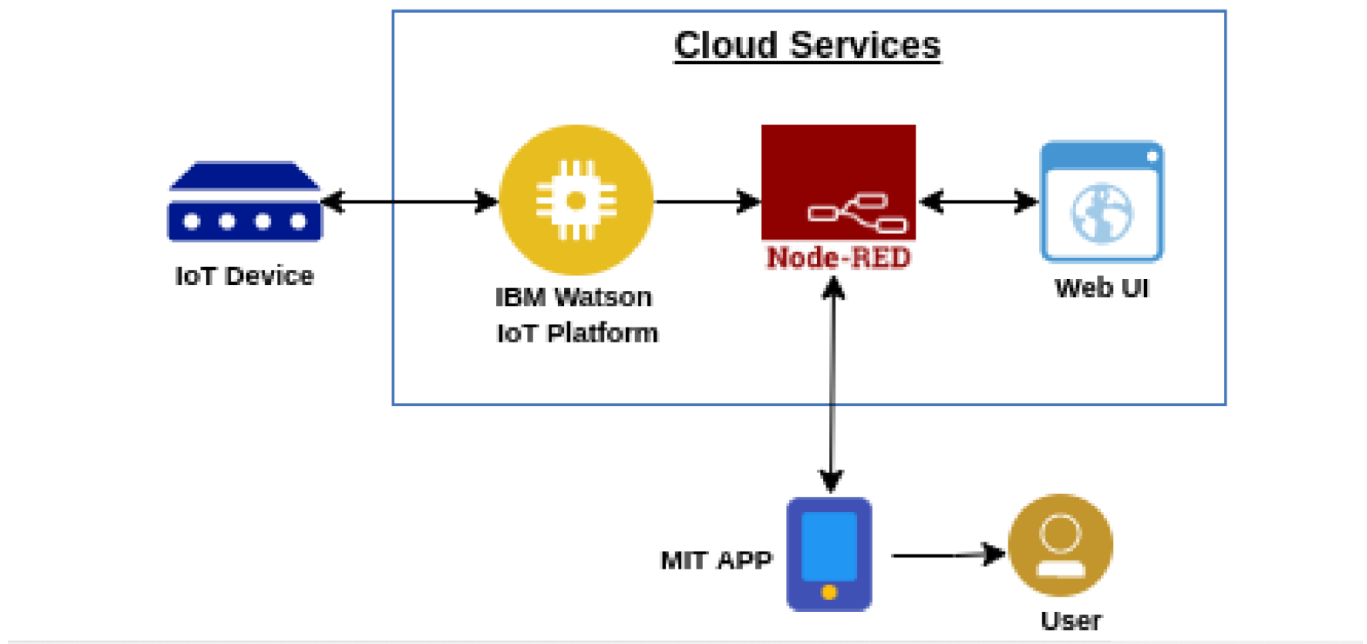 Cloud Services
IoT Device
IBM Watson
IoT Platform
Node-RED
Web UI
MIT APP
User